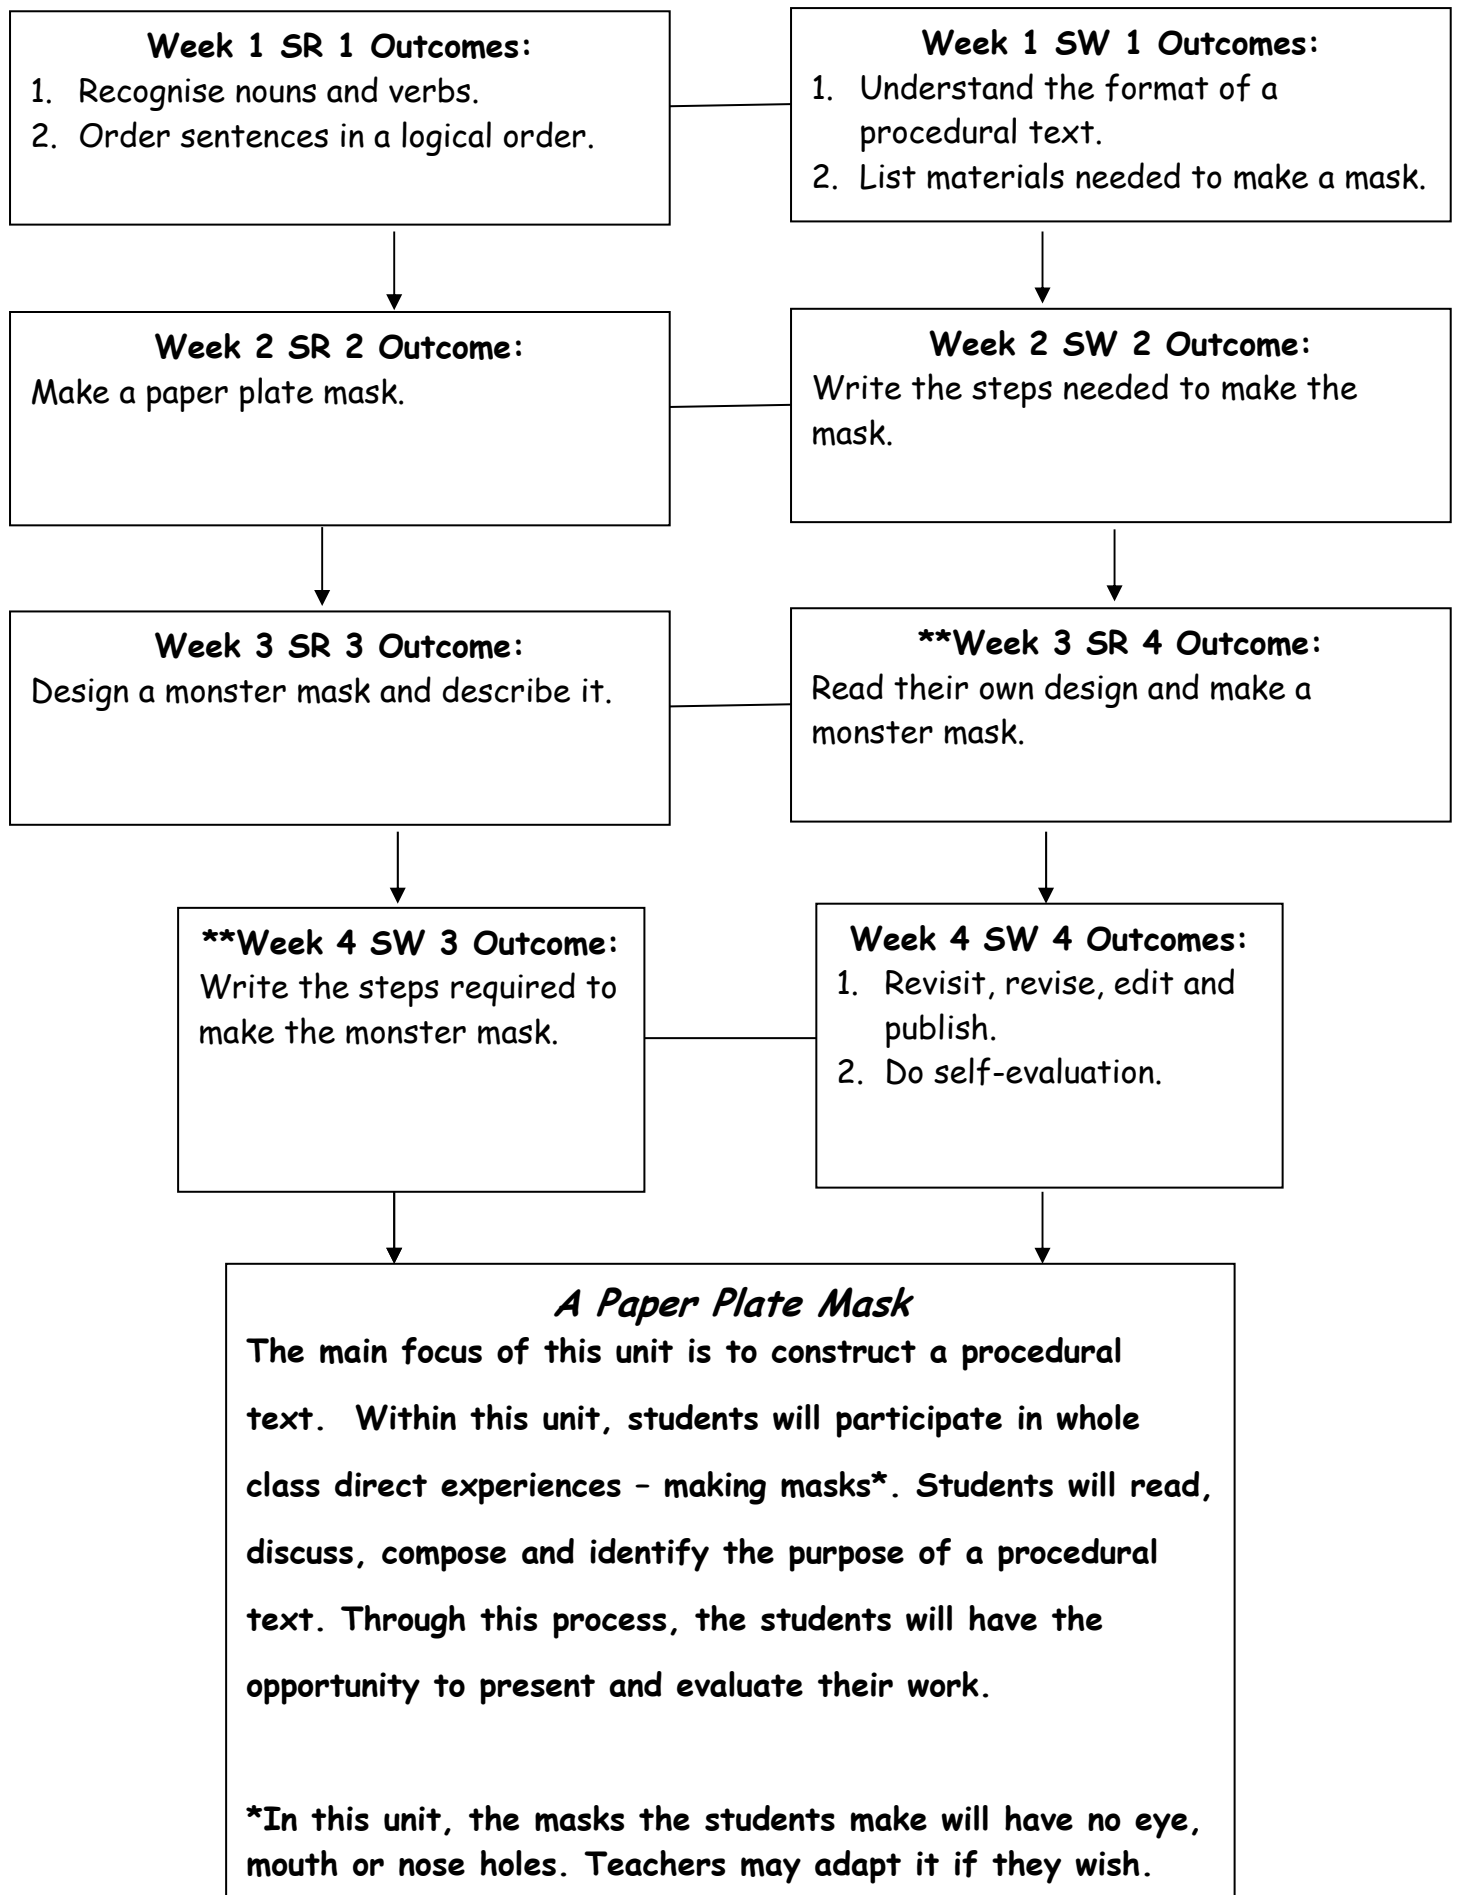 Week 1 SR 1 Outcomes:
1. Recognise nouns and verbs.
2. Order sentences in a logical order.
Week 1 SW 1 Outcomes:
1. Understand the format of a
procedural text.
2. List materials needed to make a mask.
Week 2 SR 2 Outcome:
Make a paper plate mask.
Week 2 SW 2 Outcome:
Write the steps needed to make the
mask.
Week 3 SR 3 Outcome:
Design a monster mask and describe it.
**Week 3 SR 4 Outcome:
Read their own design and make a
monster mask.
**Week 4 SW 3 Outcome:
Write the steps required to
make the monster mask.
Week 4 SW 4 Outcomes:
1. Revisit, revise, edit and
publish.
2. Do self-evaluation.
A Paper Plate Mask
The main focus of this unit is to construct a procedural
text.  Within this unit, students will participate in whole
class direct experiences – making masks*. Students will read,
discuss, compose and identify the purpose of a procedural
text. Through this process, the students will have the
opportunity to present and evaluate their work.
*In this unit, the masks the students make will have no eye,
mouth or nose holes. Teachers may adapt it if they wish.